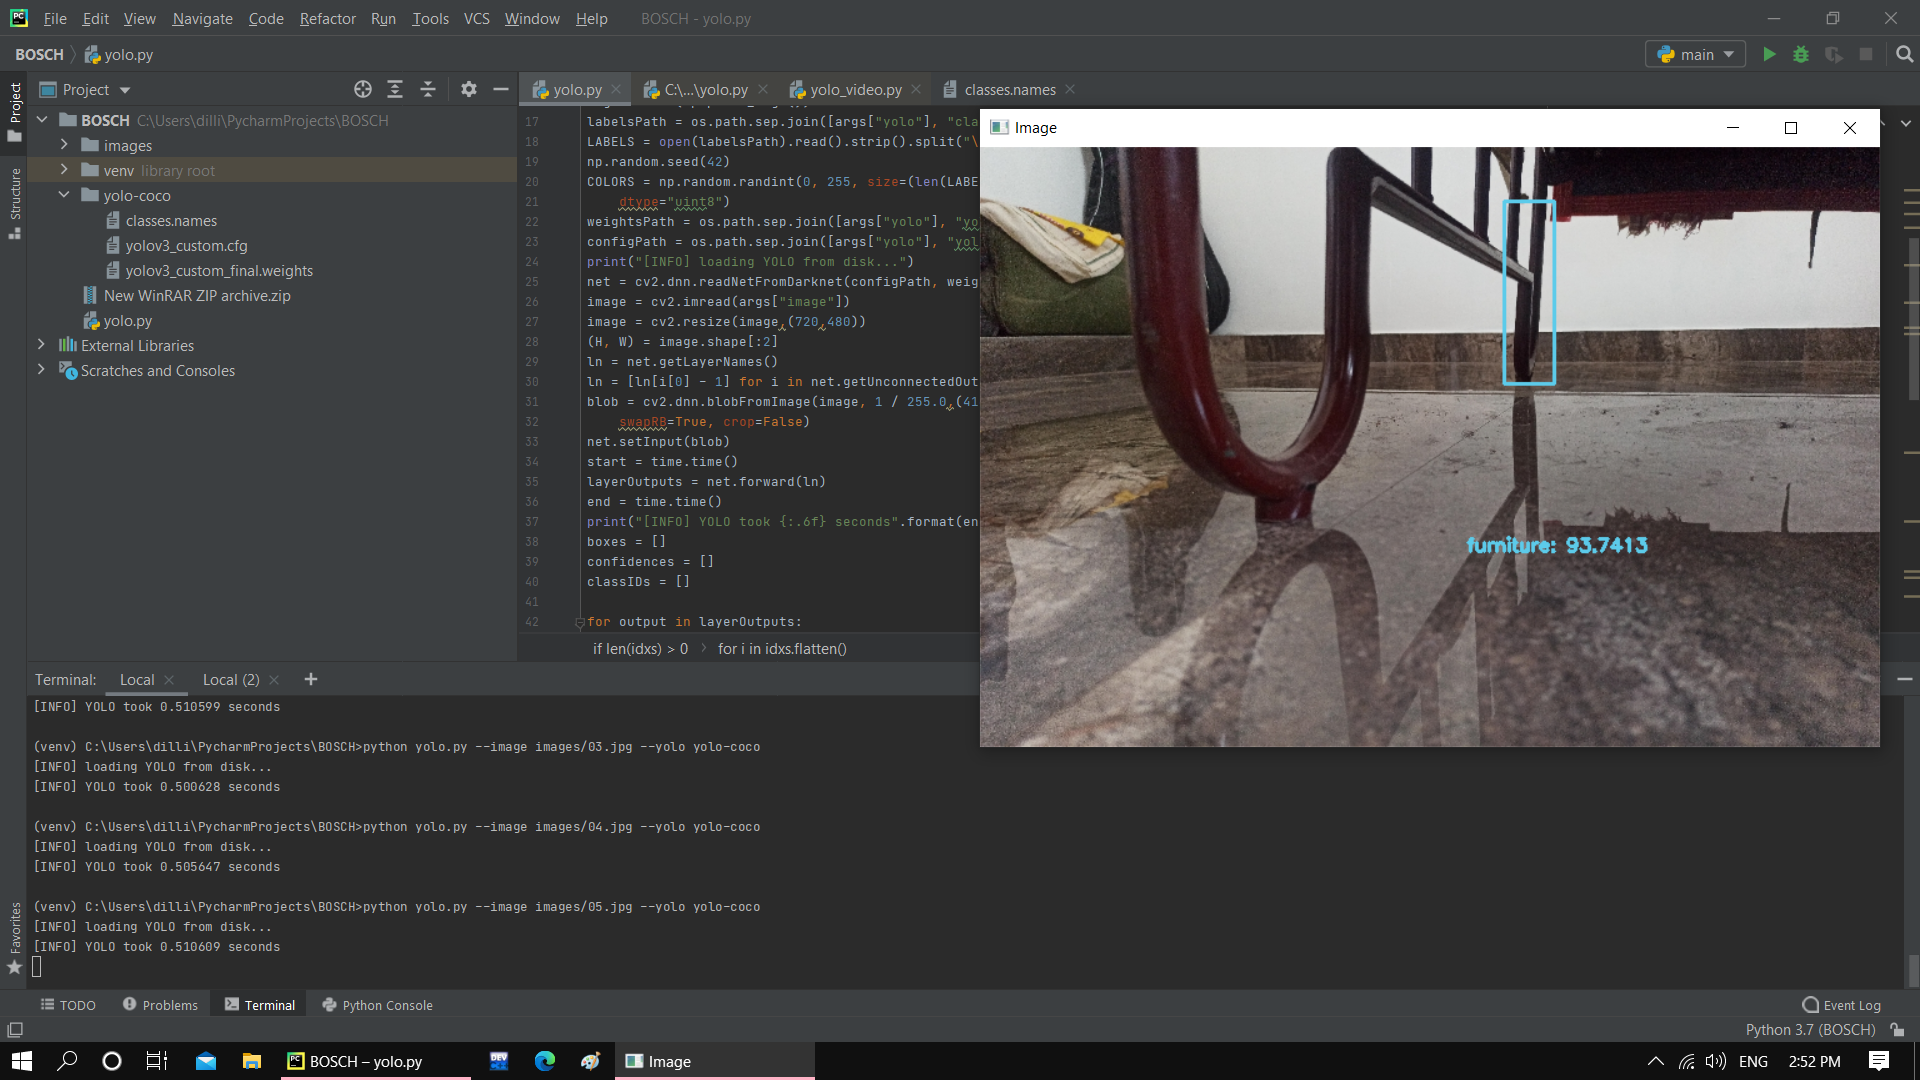 File Edit View Navigate Code Refactor Run Tools VCS Window Help BOSCH - yolo.py
BOSCH yolo.py
main
Project
yolo.py C:\...\yolo.py yolo_video.py classes.names
BOSCH C:\Users\dilli\PycharmProjects\BOSCH
images
venv library root
yolo-coco
classes.names
yolov3_custom.cfg
yolov3_custom_final.weights
New WinRAR ZIP archive.zip
yolo.py
External Libraries
Scratches and Consoles
Project
Structure
Favorites
17 labelsPath = os.path.sep.join([args["yolo"], "cla
18 LABELS = open(labelsPath).read().strip().split("\
19 np.random.seed(42)
20 COLORS = np.random.randint(0, 255, size=(len(LABE
21 dtype="uint8")
22 weightsPath = os.path.sep.join([args["yolo"], "yo
23 configPath = os.path.sep.join([args["yolo"], "yol
24 print("[INFO] loading YOLO from disk...")
25 net = cv2.dnn.readNetFromDarknet(configPath, weig
26 image = cv2.imread(args["image"])
27 image = cv2.resize(image,(720,480))
28 (H, W) = image.shape[:2]
29 ln = net.getLayerNames()
30 ln = [ln[i[0] - 1] for i in net.getUnconnectedOut
31 blob = cv2.dnn.blobFromImage(image, 1 / 255.0,(41
32 swapRB=True, crop=False)
33 net.setInput(blob)
34 start = time.time()
35 layerOutputs = net.forward(ln)
36 end = time.time()
37 print("[INFO] YOLO took {:.6f} seconds".format(en
38 boxes = []
39 confidences = []
40 classIDs = []
41
42 for output in layerOutputs:
if len(idxs) > 0 for i in idxs.flatten()
Image
furniture: 93.7413
Terminal: Local Local (2)
[INFO] YOLO took 0.510599 seconds
(venv) C:\Users\dilli\PycharmProjects\BOSCH>python yolo.py --image images/03.jpg --yolo yolo-coco
[INFO] loading YOLO from disk...
[INFO] YOLO took 0.500628 seconds
(venv) C:\Users\dilli\PycharmProjects\BOSCH>python yolo.py --image images/04.jpg --yolo yolo-coco
[INFO] loading YOLO from disk...
[INFO] YOLO took 0.505647 seconds
(venv) C:\Users\dilli\PycharmProjects\BOSCH>python yolo.py --image images/05.jpg --yolo yolo-coco
[INFO] loading YOLO from disk...
[INFO] YOLO took 0.510609 seconds
TODO Problems Terminal Python Console Event Log
Python 3.7 (BOSCH)
BOSCH – yolo.py Image ENG 2:52 PM